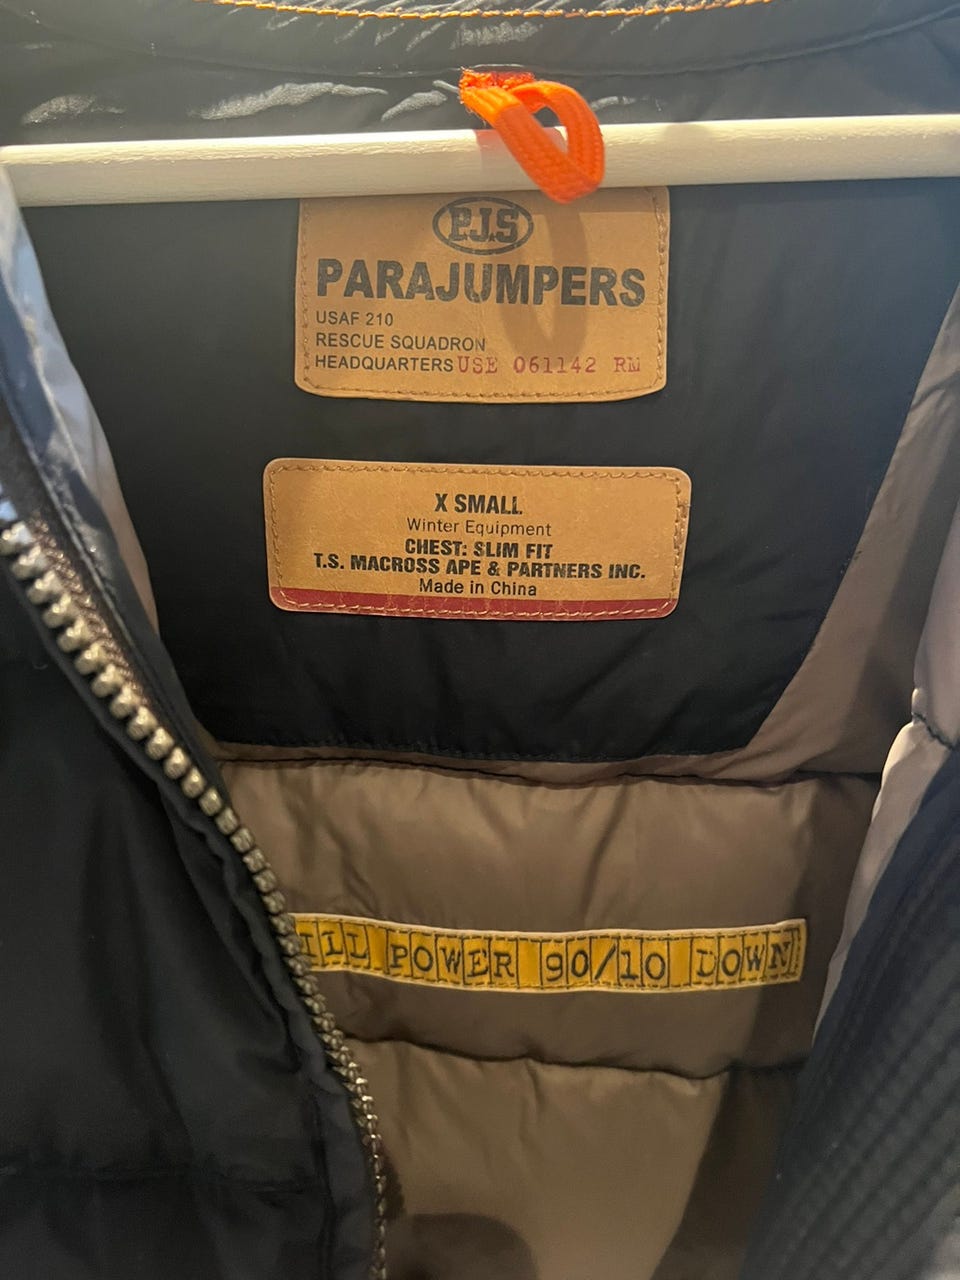 P.J.S
PARAJUMPERS
USAF 210
RESCUE SQUADRON
HEADQUARTERS USE 061142 RM
X SMALL
Winter Equipment
CHEST: SLIM FIT
T.S. MACROSS APE & PARTNERS INC.
Made in China
POWER 90/10 DOWN